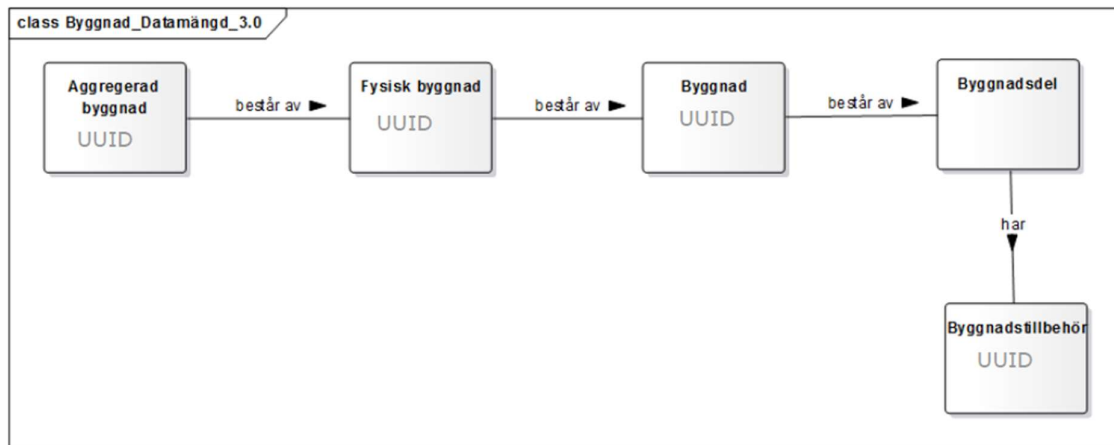 class Byggnad_Datamängd_3.0
Aggregerad
byggnad
UUID
består av
Fysisk byggnad
UUID
består av
Byggnad
UUID
består av
Byggnadsdel
har
Byggnadstillbehör
UUID